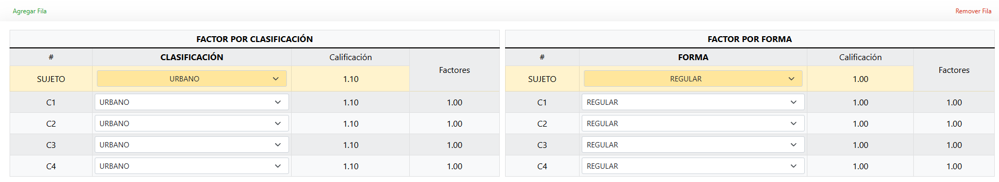 Agregar Fila Remover Fila
FACTOR POR CLASIFICACIÓN
# CLASIFICACIÓN Calificación Factores
SUJETO URBANO 1.10
C1 URBANO 1.10 1.00
C2 URBANO 1.10 1.00
C3 URBANO 1.10 1.00
C4 URBANO 1.10 1.00
FACTOR POR FORMA
# FORMA Calificación Factores
SUJETO REGULAR 1.00
C1 REGULAR 1.00 1.00
C2 REGULAR 1.00 1.00
C3 REGULAR 1.00 1.00
C4 REGULAR 1.00 1.00